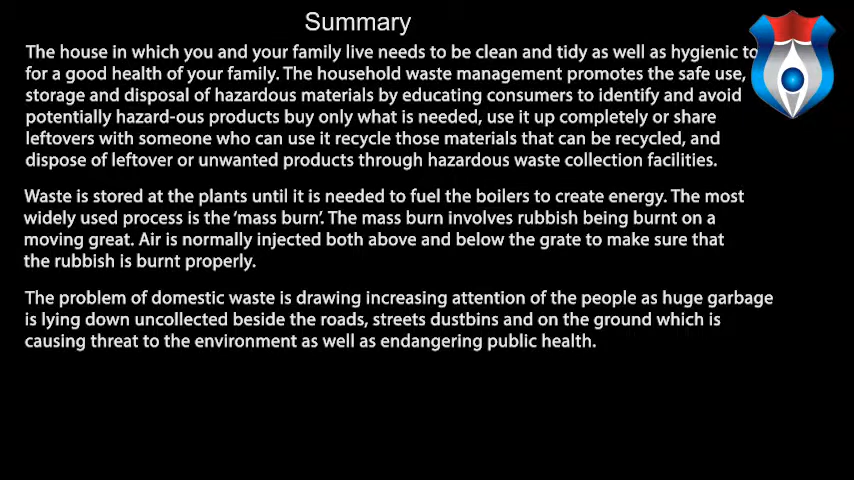 Summary
The house in which you and your family live needs to be clean and tidy as well as hygienic to
for a good health of your family. The household waste management promotes the safe use,
storage and disposal of hazardous materials by educating consumers to identify and avoid
potentially hazard-ous products buy only what is needed, use it up completely or share
leftovers with someone who can use it recycle those materials that can be recycled, and
dispose of leftover or unwanted products through hazardous waste collection facilities.
Waste is stored at the plants until it is needed to fuel the boilers to create energy. The most
widely used process is the ‘mass burn’. The mass burn involves rubbish being burnt on a
moving great. Air is normally injected both above and below the grate to make sure that
the rubbish is burnt properly.
The problem of domestic waste is drawing increasing attention of the people as huge garbage
is lying down uncollected beside the roads, streets dustbins and on the ground which is
causing threat to the environment as well as endangering public health.